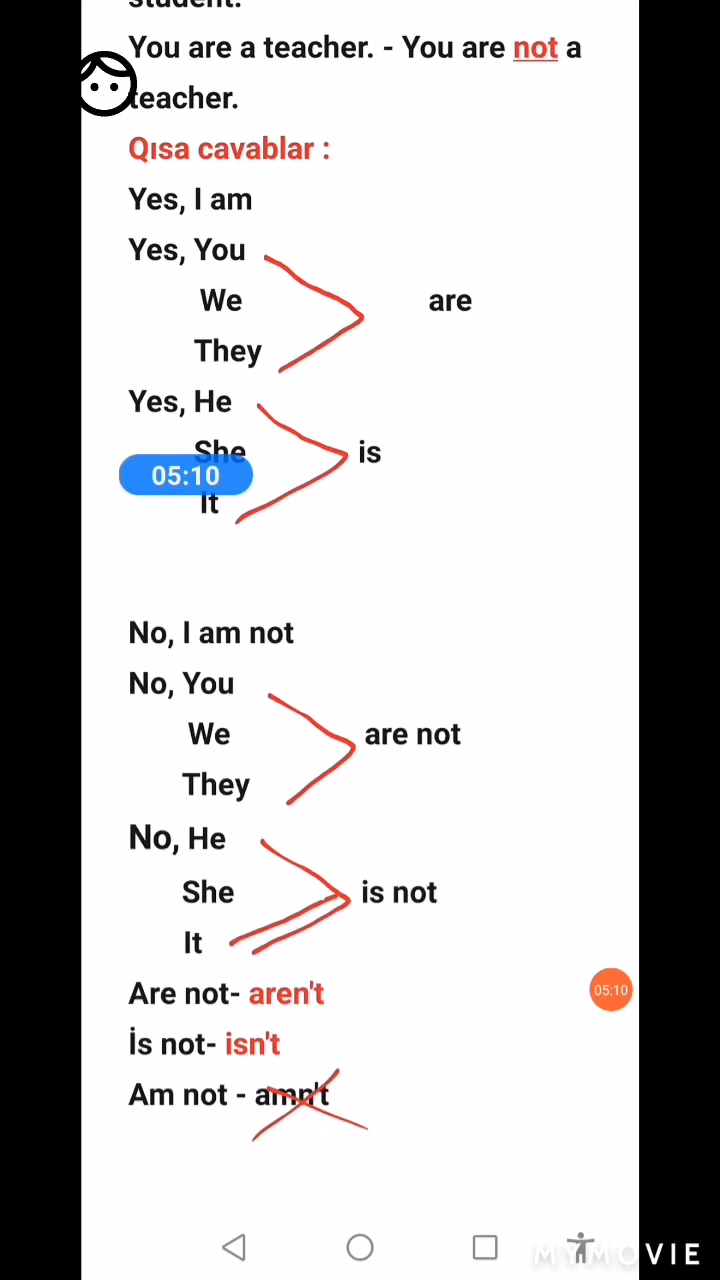 student.
You are a teacher. - You are not a
teacher.
Qısa cavablar :
Yes, I am
Yes, You
We are
They
Yes, He
She is
05:10
It
No, I am not
No, You
We are not
They
No, He
She is not
It
Are not- aren't
05:10
İs not- isn't
Am not - amn't
MYMOVIE